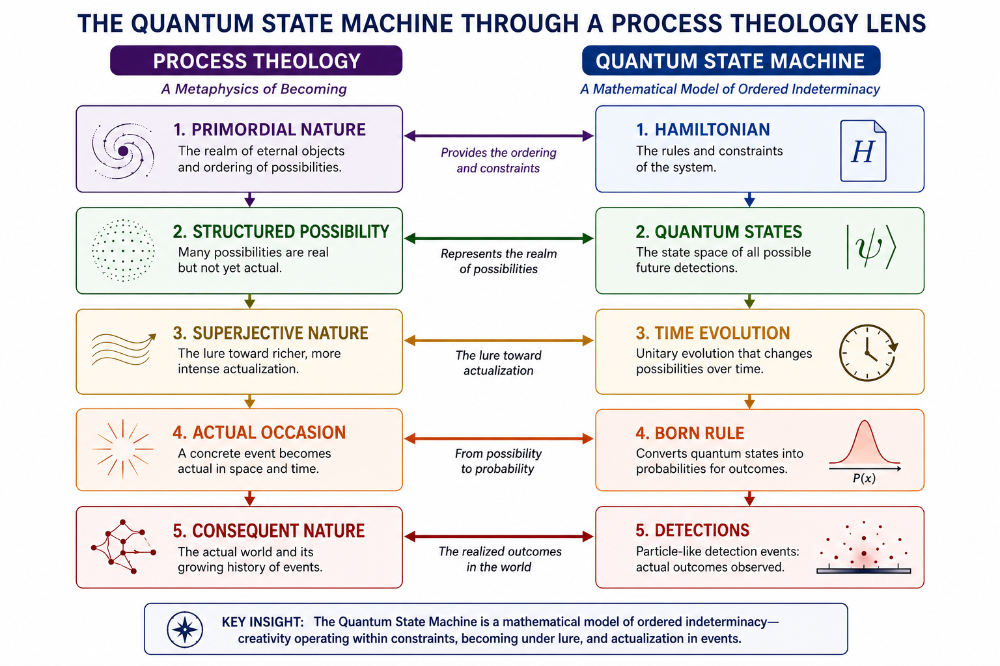 THE QUANTUM STATE MACHINE THROUGH A PROCESS THEOLOGY LENS
PROCESS THEOLOGY
A Metaphysics of Becoming
QUANTUM STATE MACHINE
A Mathematical Model of Ordered Indeterminacy
1. PRIMORDIAL NATURE
The realm of eternal objects
and ordering of possibilities.
Provides the ordering
and constraints
1. HAMILTONIAN
The rules and constraints
of the system.
H
2. STRUCTURED POSSIBILITY
Many possibilities are real
but not yet actual.
Represents the realm
of possibilities
2. QUANTUM STATES
The state space of all possible
future detections.
|ψ⟩
3. SUPERJECTIVE NATURE
The lure toward richer, more
intense actualization.
The lure toward
actualization
3. TIME EVOLUTION
Unitary evolution that changes
possibilities over time.
4. ACTUAL OCCASION
A concrete event becomes
actual in space and time.
From possibility
to probability
4. BORN RULE
Converts quantum states into
probabilities for outcomes.
P(x)
5. CONSEQUENT NATURE
The actual world and its
growing history of events.
The realized outcomes
in the world
5. DETECTIONS
Particle-like detection events:
actual outcomes observed.
KEY INSIGHT: The Quantum State Machine is a mathematical model of ordered indeterminacy—
creativity operating within constraints, becoming under lure, and actualization in events.